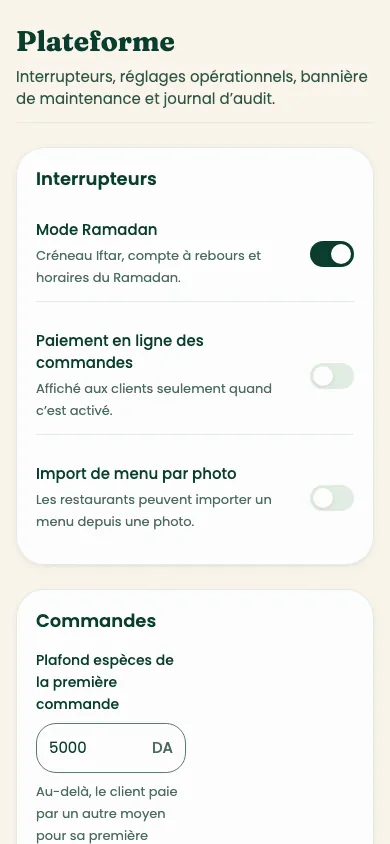 Plateforme
Interrupteurs, réglages opérationnels, bannière
de maintenance et journal d’audit.
Interrupteurs
Mode Ramadan
Créneau Iftar, compte à rebours et
horaires du Ramadan.
Paiement en ligne des
commandes
Affiché aux clients seulement quand
c’est activé.
Import de menu par photo
Les restaurants peuvent importer un
menu depuis une photo.
Commandes
Plafond espèces de
la première
commande
5000 DA
Au-delà, le client paie
par un autre moyen
pour sa première